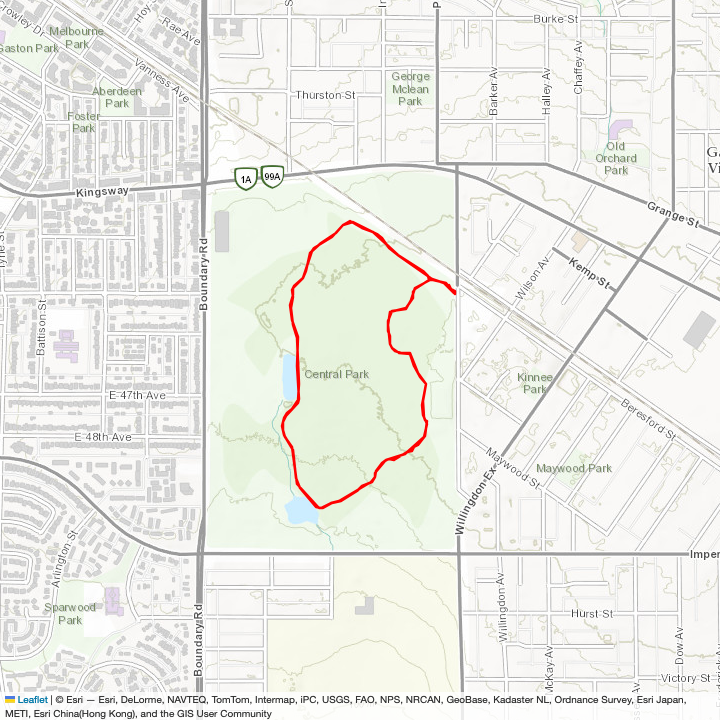 Crowley Dr
Melbourne
Park
Hoy
Rae Ave
Gaston Park
Vanness Ave
Aberdeen
Park
Foster
Park
Burke St
George
Mclean
Park
Thurston St
Barker Av
Halley Av
Chaffey Av
Old
Orchard
Park
Kingsway
1A
99A
Grange St
Boundary Rd
Wilson Av
Kemp St
Battison St
Central Park
Kinnee
Park
E 47th Ave
E 48th Ave
Beresford St
Maywood St
Maywood Park
Willingdon Ex
Arlington St
Imper
Sparwood
Park
Boundary Rd
Willingdon Av
Hurst St
McKay Av
Dow Av
Victory St
Leaflet | © Esri — Esri, DeLorme, NAVTEQ, TomTom, Intermap, iPC, USGS, FAO, NPS, NRCAN, GeoBase, Kadaster NL, Ordnance Survey, Esri Japan,
METI, Esri China(Hong Kong), and the GIS User Community